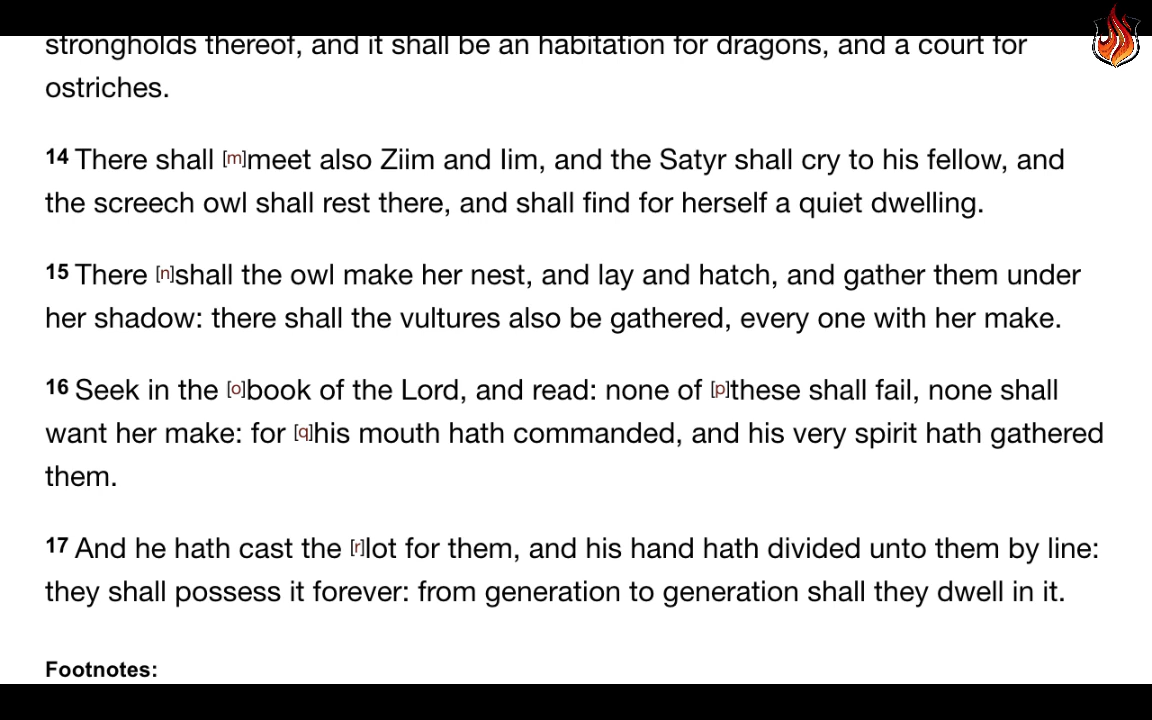 strongholds thereof, and it shall be an habitation for dragons, and a court for
ostriches.
14 There shall [m]meet also Ziim and Iim, and the Satyr shall cry to his fellow, and
the screech owl shall rest there, and shall find for herself a quiet dwelling.
15 There [n]shall the owl make her nest, and lay and hatch, and gather them under
her shadow: there shall the vultures also be gathered, every one with her make.
16 Seek in the [o]book of the Lord, and read: none of [p]these shall fail, none shall
want her make: for [q]his mouth hath commanded, and his very spirit hath gathered
them.
17 And he hath cast the [r]lot for them, and his hand hath divided unto them by line:
they shall possess it forever: from generation to generation shall they dwell in it.
Footnotes: